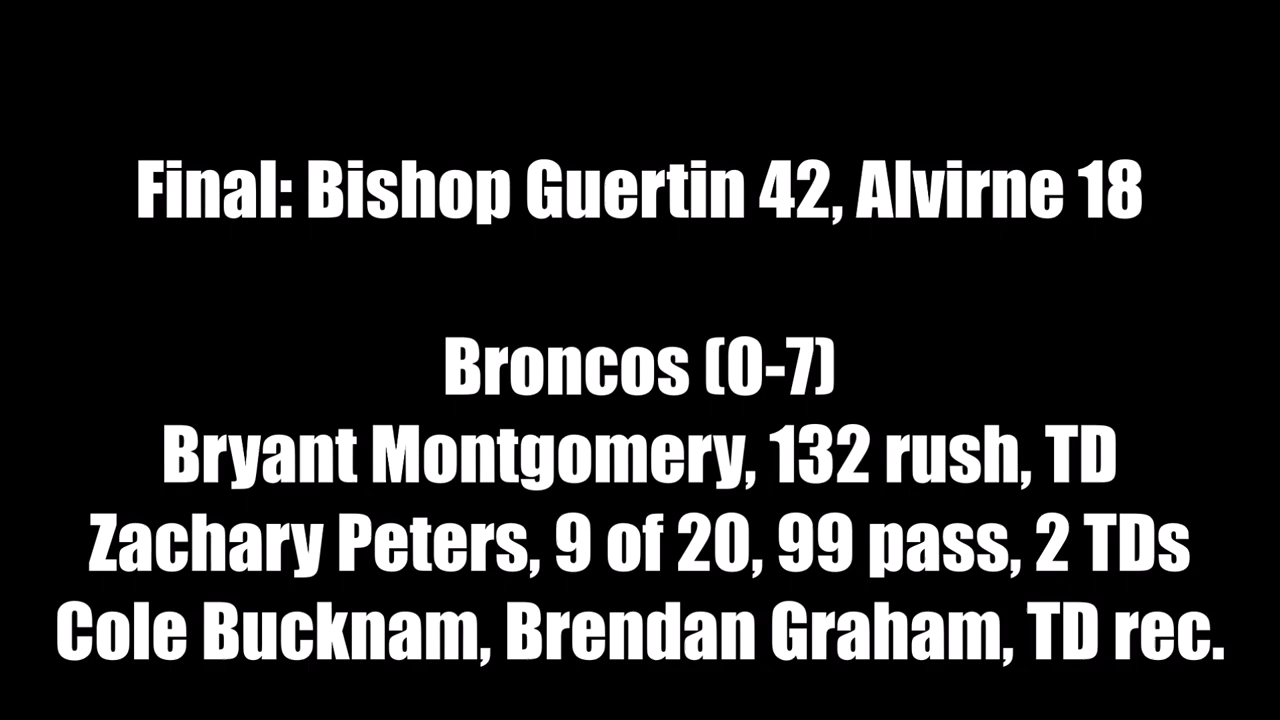 Final: Bishop Guertin 42, Alvirne 18
Broncos (0-7)
Bryant Montgomery, 132 rush, TD
Zachary Peters, 9 of 20, 99 pass, 2 TDs
Cole Bucknam, Brendan Graham, TD rec.